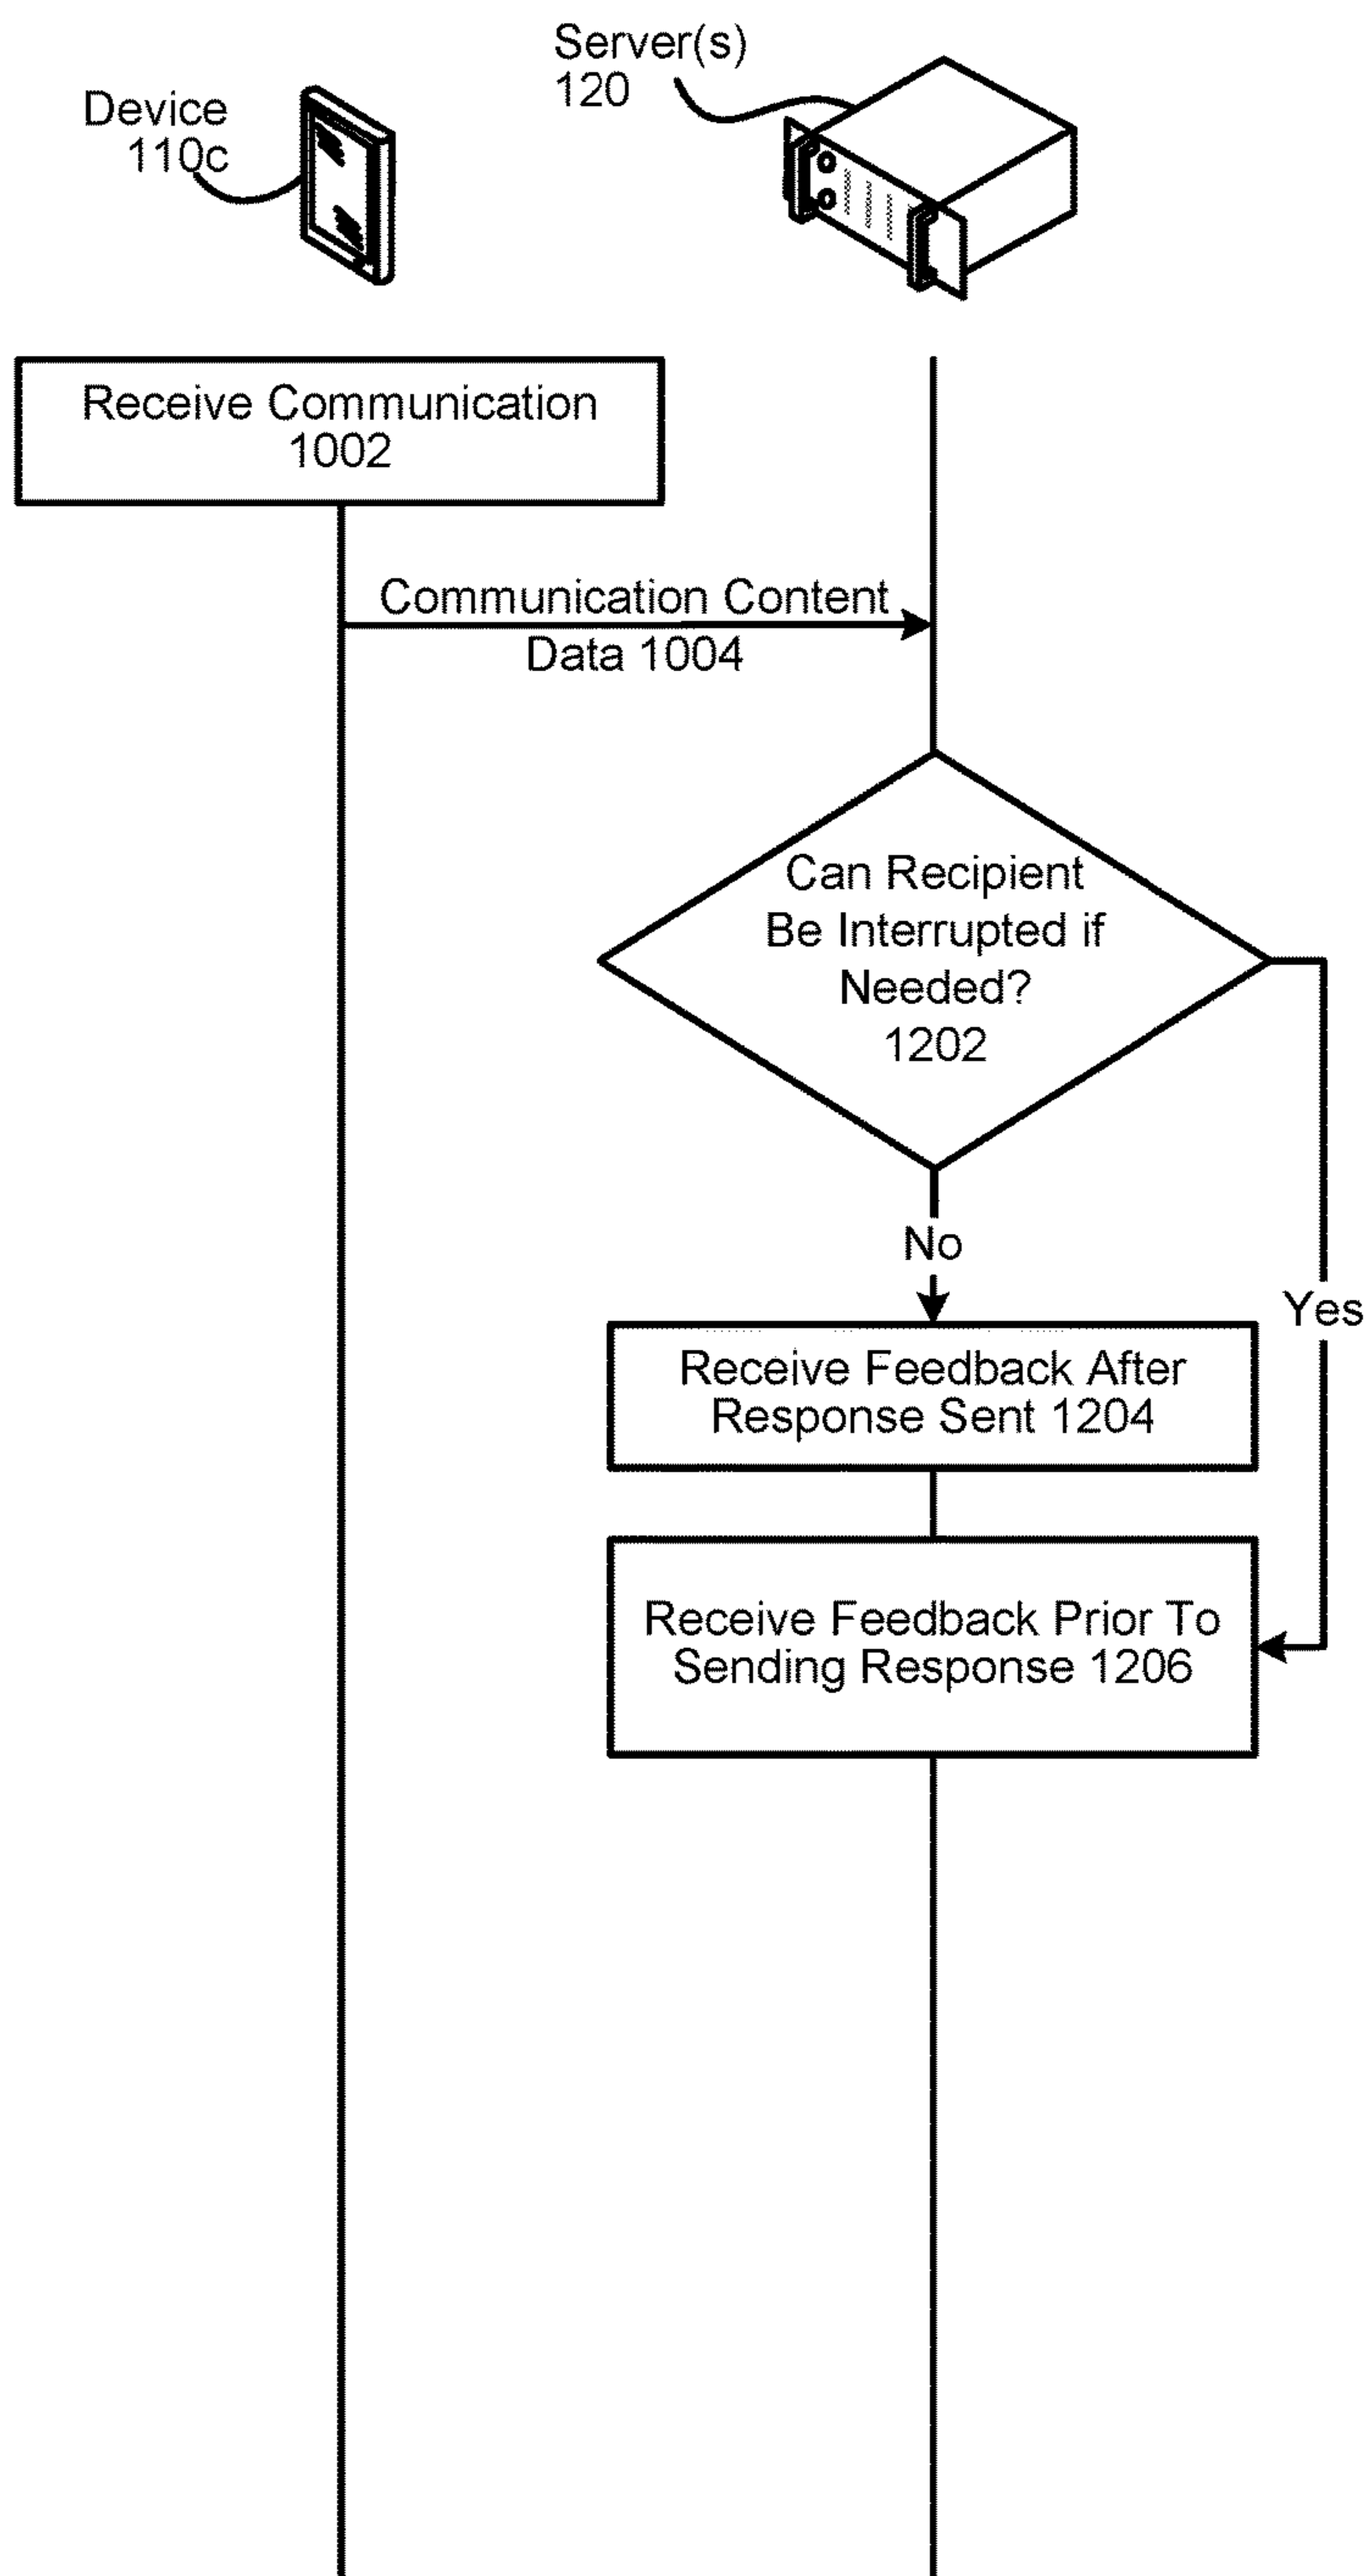 Server(s)
120
Device
110c
Receive Communication
1002
Communication Content
Data 1004
Can Recipient
Be Interrupted if
Needed?
1202
No
Yes
Receive Feedback After
Response Sent 1204
Receive Feedback Prior To
Sending Response 1206